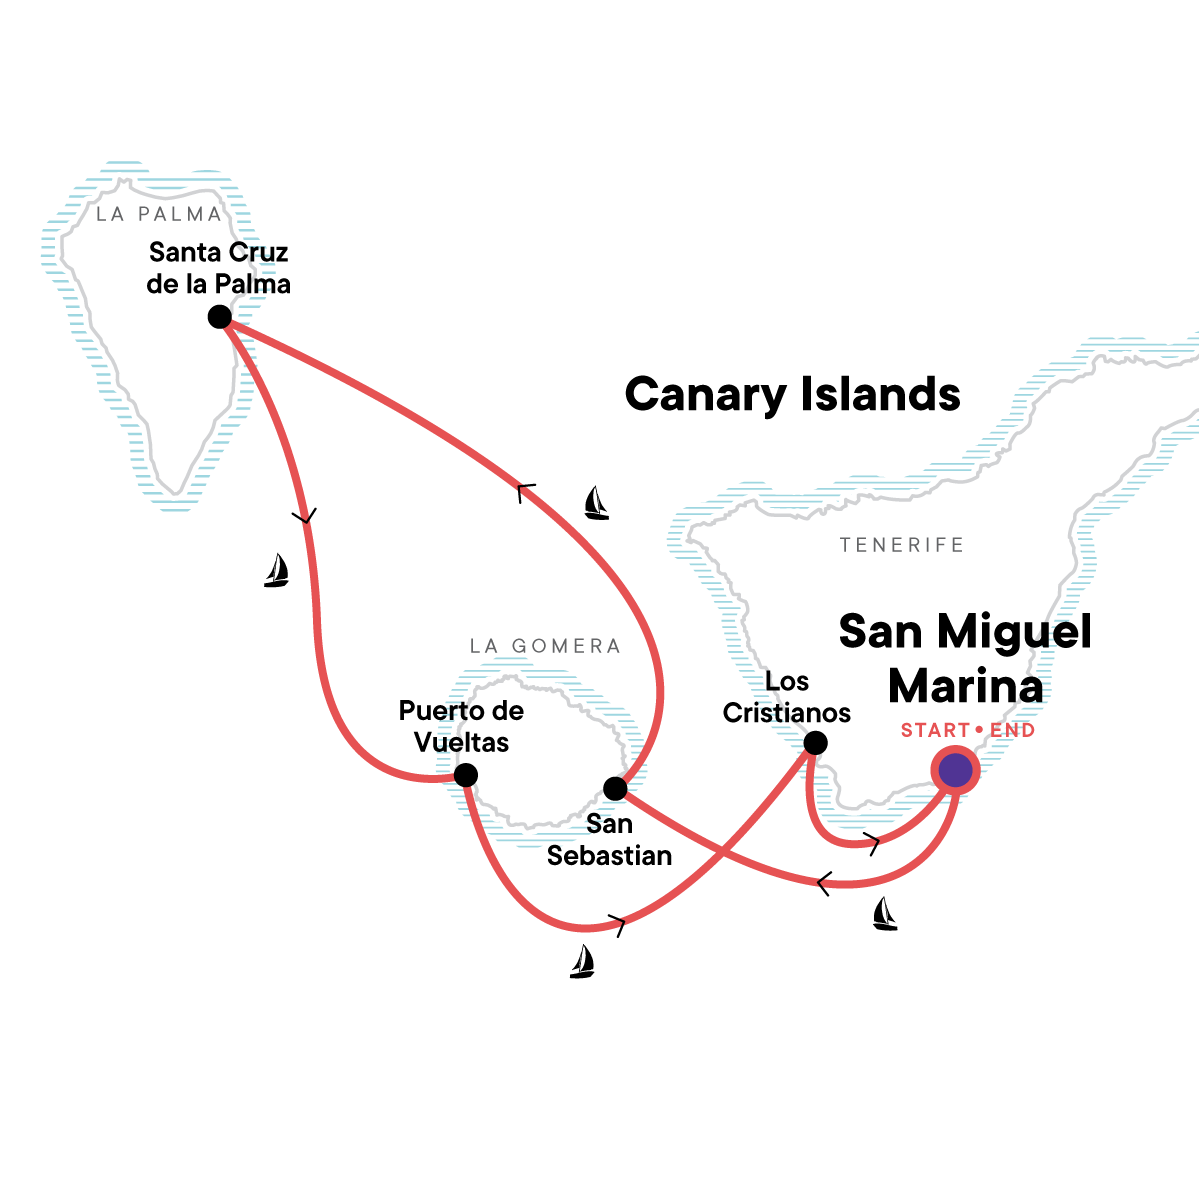 LA PALMA
Santa Cruz
de la Palma
Canary Islands
TENERIFE
San Miguel
Marina
START • END
LA GOMERA
Los
Cristianos
Puerto de
Vueltas
San
Sebastian